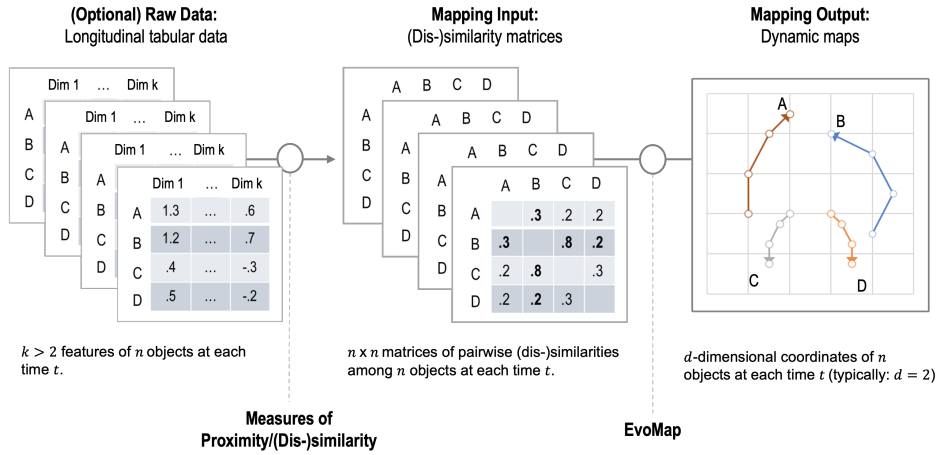 (Optional) Raw Data:
Longitudinal tabular data
Mapping Input:
(Dis-)similarity matrices
Mapping Output:
Dynamic maps
Dim 1 … Dim k
A
B
C
D
Dim 1 … Dim k
A
B
C
D
Dim 1 … Dim k
A
B
C
D
Dim 1 … Dim k
A 1.3 … .6
B 1.2 … .7
C .4 … -.3
D .5 … -.2
A B C D
A
B
C
D
A B C D
A
B
C
D
A B C D
A
B
C
D
A B C D
A .3 .2 .2
B .3 .8 .2
C .2 .8 .3
D .2 .2 .3
A
B
C
D
k > 2 features of n objects at each
time t.
n x n matrices of pairwise (dis-)similarities
among n objects at each time t.
d-dimensional coordinates of n
objects at each time t (typically: d = 2)
Measures of
Proximity/(Dis-)similarity
EvoMap